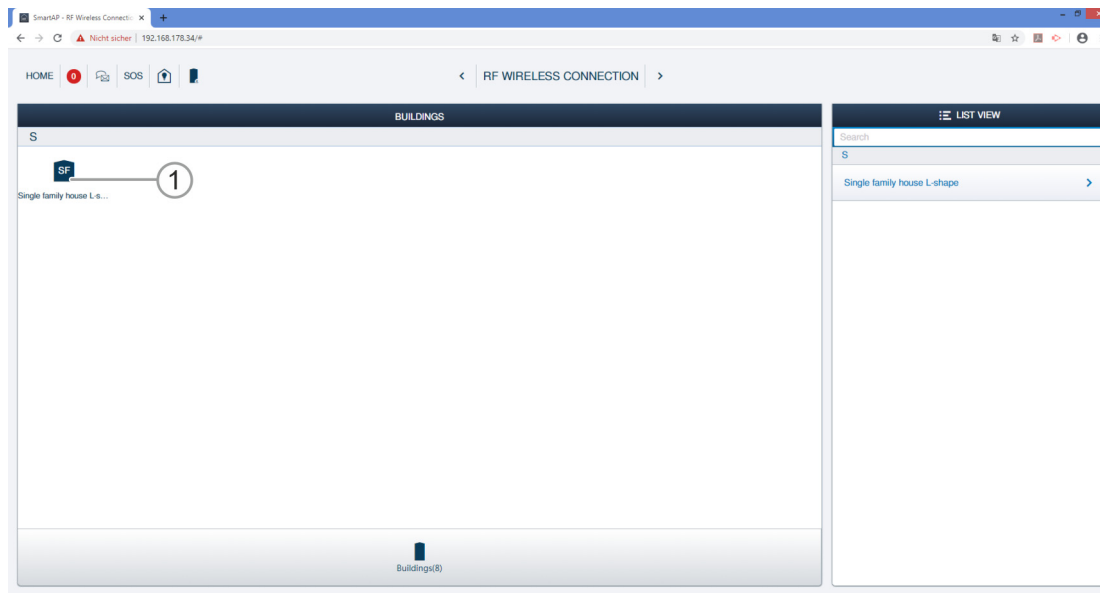 SmartAP - RF Wireless Connectio
Nicht sicher | 192.168.178.34/#
HOME 0 SOS < RF WIRELESS CONNECTION >
BUILDINGS
S
SF
1
Single family house L-s...
Buildings(8)
LIST VIEW
Search
S
Single family house L-shape